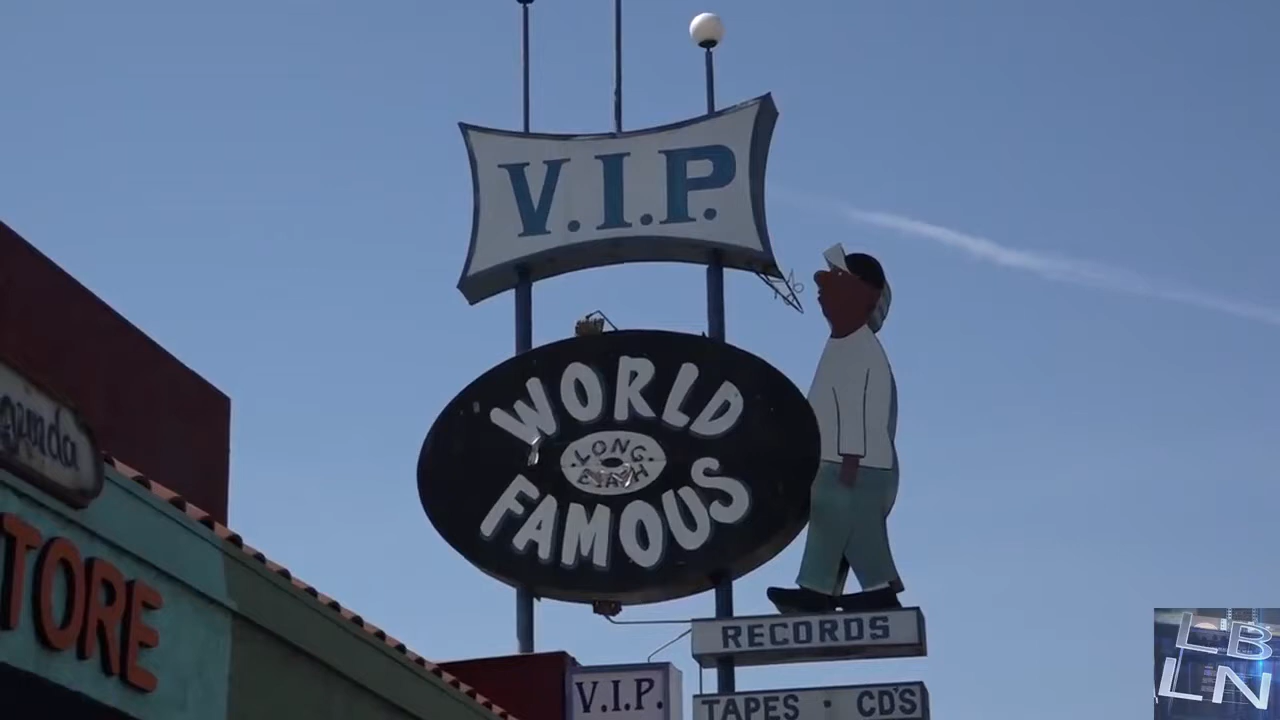 V.I.P.
WORLD
LONG
BEACH
FAMOUS
RECORDS
V.I.P.
TAPES · CD'S
TORE
LB
LN